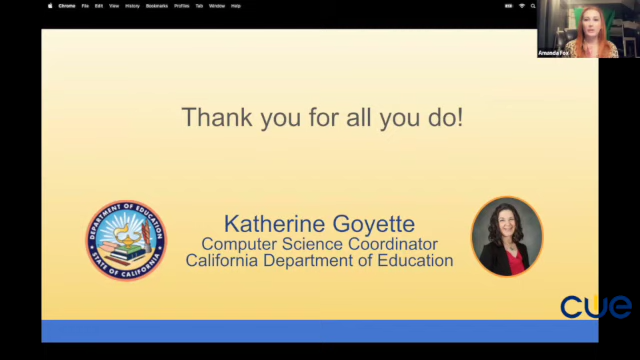 Chrome File Edit View History Bookmarks Profiles Tab Window Help
Amanda Fox
Thank you for all you do!
DEPARTMENT OF EDUCATION
STATE OF CALIFORNIA
Katherine Goyette
Computer Science Coordinator
California Department of Education
cue